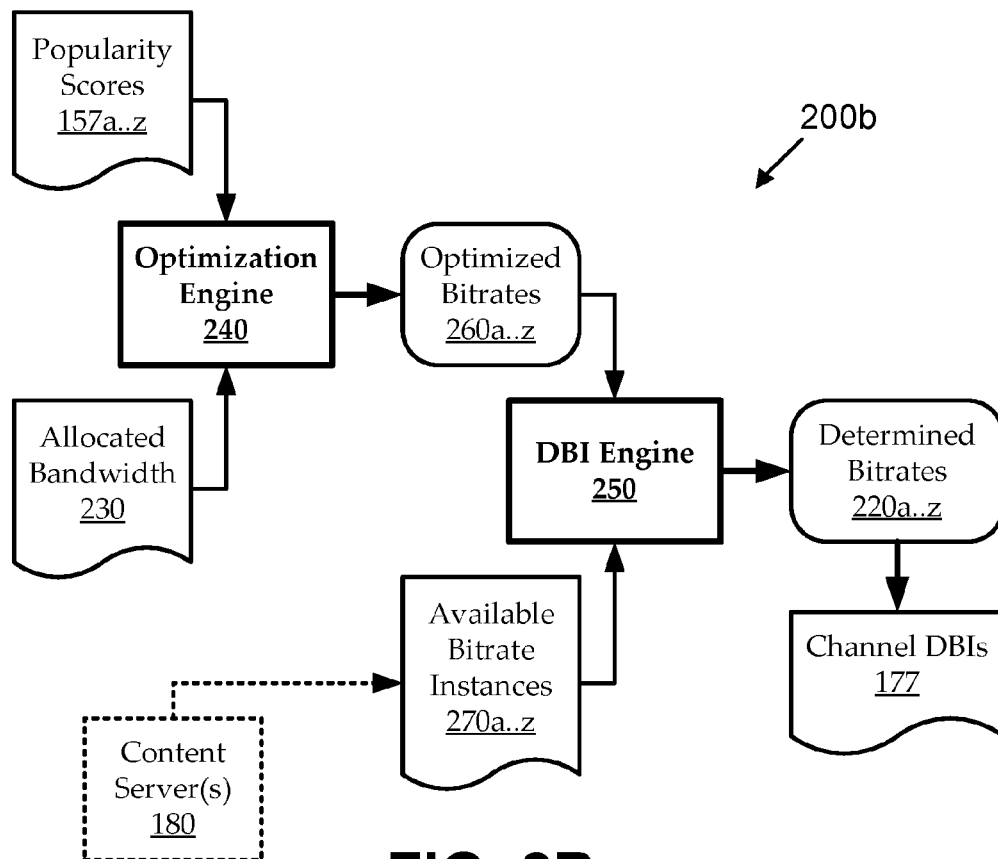 Popularity
Scores
157a..z
200b
Optimization
Engine
240
Optimized
Bitrates
260a..z
Allocated
Bandwidth
230
DBI Engine
250
Determined
Bitrates
220a..z
Available
Bitrate
Instances
270a..z
Channel DBIs
177
Content
Server(s)
180